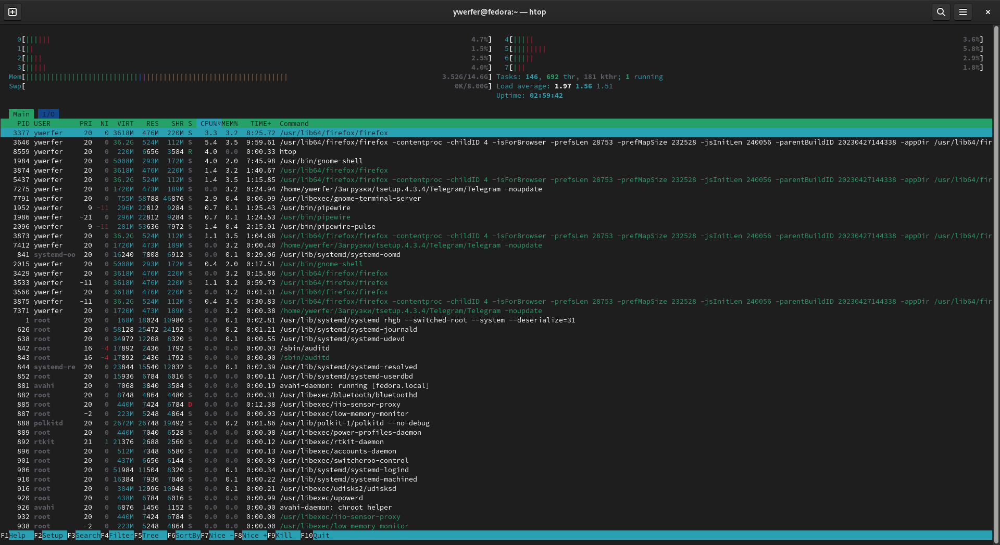 ywerfer@fedora:~ — htop
0[|||||| 4.7%] 4[||||| 3.6%]
1[|| 1.5%] 5[|||||||| 5.8%]
2[|||| 2.5%] 6[||||| 2.9%]
3[||||| 4.0%] 7[||| 1.8%]
Mem[||||||||||||||||||||||||||||||||||||||||||||||||||||||||||||||| 3.52G/14.6G] Tasks: 146, 692 thr, 181 kthr; 1 running
Swp[ 0K/8.00G] Load average: 1.97 1.56 1.51
Uptime: 02:59:42
Main I/O
PID USER PRI NI VIRT RES SHR S CPU%▽MEM% TIME+ Command
3377 ywerfer 20 0 3618M 476M 220M S 3.3 3.2 8:25.72 /usr/lib64/firefox/firefox
3640 ywerfer 20 0 36.2G 524M 112M S 5.4 3.5 9:59.61 /usr/lib64/firefox/firefox -contentproc -childID 4 -isForBrowser -prefsLen 28753 -prefMapSize 232528 -jsInitLen 240056 -parentBuildID 20230427144338 -appDir /usr/lib64/fir
8559 ywerfer 20 0 220M 6656 3584 R 4.0 0.0 0:00.33 htop
1984 ywerfer 20 0 5008M 293M 172M S 4.0 2.0 7:45.98 /usr/bin/gnome-shell
3874 ywerfer 20 0 3618M 476M 220M S 1.4 3.2 1:40.67 /usr/lib64/firefox/firefox
5437 ywerfer 20 0 36.2G 524M 112M S 1.4 3.5 1:15.85 /usr/lib64/firefox/firefox -contentproc -childID 4 -isForBrowser -prefsLen 28753 -prefMapSize 232528 -jsInitLen 240056 -parentBuildID 20230427144338 -appDir /usr/lib64/fir
7275 ywerfer 20 0 1720M 473M 189M S 0.0 3.2 0:24.94 /home/ywerfer/Загрузки/tsetup.4.3.4/Telegram/Telegram -noupdate
7791 ywerfer 20 0 755M 58788 46876 S 2.9 0.4 0:06.99 /usr/libexec/gnome-terminal-server
1952 ywerfer 9 -11 296M 22812 9284 S 0.7 0.1 1:25.43 /usr/bin/pipewire
1986 ywerfer -21 0 296M 22812 9284 S 0.7 0.1 1:24.53 /usr/bin/pipewire
2096 ywerfer 9 -11 281M 53636 7972 S 1.4 0.4 2:15.91 /usr/bin/pipewire-pulse
3873 ywerfer 20 0 36.2G 524M 112M S 1.1 3.5 1:04.68 /usr/lib64/firefox/firefox -contentproc -childID 4 -isForBrowser -prefsLen 28753 -prefMapSize 232528 -jsInitLen 240056 -parentBuildID 20230427144338 -appDir /usr/lib64/fir
7412 ywerfer 20 0 1720M 473M 189M S 0.0 3.2 0:00.40 /home/ywerfer/Загрузки/tsetup.4.3.4/Telegram/Telegram -noupdate
841 systemd-oo 20 0 16240 7808 6912 S 0.0 0.1 0:29.06 /usr/lib/systemd/systemd-oomd
2015 ywerfer 20 0 5008M 293M 172M S 0.4 2.0 0:17.51 /usr/bin/gnome-shell
3429 ywerfer 20 0 3618M 476M 220M S 0.0 3.2 0:15.86 /usr/lib64/firefox/firefox
3533 ywerfer -11 0 3618M 476M 220M S 1.1 3.2 0:59.73 /usr/lib64/firefox/firefox
3560 ywerfer 20 0 3618M 476M 220M S 0.0 3.2 0:01.31 /usr/lib64/firefox/firefox
3875 ywerfer -11 0 36.2G 524M 112M S 0.4 3.5 0:30.83 /usr/lib64/firefox/firefox -contentproc -childID 4 -isForBrowser -prefsLen 28753 -prefMapSize 232528 -jsInitLen 240056 -parentBuildID 20230427144338 -appDir /usr/lib64/fir
7371 ywerfer 20 0 1720M 473M 189M S 0.0 3.2 0:00.38 /home/ywerfer/Загрузки/tsetup.4.3.4/Telegram/Telegram -noupdate
1 root 20 0 168M 18024 10980 S 0.0 0.1 0:02.81 /usr/lib/systemd/systemd rhgb --switched-root --system --deserialize=31
626 root 20 0 58128 25472 24192 S 0.0 0.2 0:01.21 /usr/lib/systemd/systemd-journald
638 root 20 0 34972 12208 8320 S 0.0 0.1 0:00.55 /usr/lib/systemd/systemd-udevd
842 root 16 -4 17892 2436 1792 S 0.0 0.0 0:00.03 /sbin/auditd
843 root 16 -4 17892 2436 1792 S 0.0 0.0 0:00.00 /sbin/auditd
844 systemd-re 20 0 23844 15540 12032 S 0.0 0.1 0:02.39 /usr/lib/systemd/systemd-resolved
852 root 20 0 15936 6784 6016 S 0.0 0.0 0:00.11 /usr/lib/systemd/systemd-userdbd
881 avahi 20 0 7068 3840 3584 S 0.0 0.0 0:00.19 avahi-daemon: running [fedora.local]
882 root 20 0 8748 4864 4480 S 0.0 0.0 0:00.31 /usr/libexec/bluetooth/bluetoothd
885 root 20 0 440M 7424 6784 D 0.0 0.0 0:12.38 /usr/libexec/iio-sensor-proxy
887 root -2 0 223M 5248 4864 S 0.0 0.0 0:00.03 /usr/libexec/low-memory-monitor
888 polkitd 20 0 2672M 26748 19492 S 0.0 0.2 0:01.86 /usr/lib/polkit-1/polkitd --no-debug
889 root 20 0 440M 7040 6528 S 0.0 0.0 0:00.08 /usr/libexec/power-profiles-daemon
892 rtkit 21 1 21376 2688 2560 S 0.0 0.0 0:00.12 /usr/libexec/rtkit-daemon
896 root 20 0 512M 7348 6580 S 0.0 0.0 0:00.13 /usr/libexec/accounts-daemon
901 root 20 0 437M 6656 6144 S 0.0 0.0 0:00.03 /usr/libexec/switcheroo-control
906 root 20 0 51984 11504 8320 S 0.0 0.1 0:00.34 /usr/lib/systemd/systemd-logind
910 root 20 0 16384 7936 7040 S 0.0 0.1 0:00.22 /usr/lib/systemd/systemd-machined
916 root 20 0 384M 12996 10948 S 0.0 0.1 0:00.21 /usr/libexec/udisks2/udisksd
920 root 20 0 438M 6784 6016 S 0.0 0.0 0:00.99 /usr/libexec/upowerd
926 avahi 20 0 6876 1456 1152 S 0.0 0.0 0:00.00 avahi-daemon: chroot helper
932 root 20 0 440M 7424 6784 S 0.0 0.0 0:00.00 /usr/libexec/iio-sensor-proxy
938 root -2 0 223M 5248 4864 S 0.0 0.0 0:00.00 /usr/libexec/low-memory-monitor
F1Help F2Setup F3SearchF4FilterF5Tree F6SortByF7Nice -F8Nice +F9Kill F10Quit